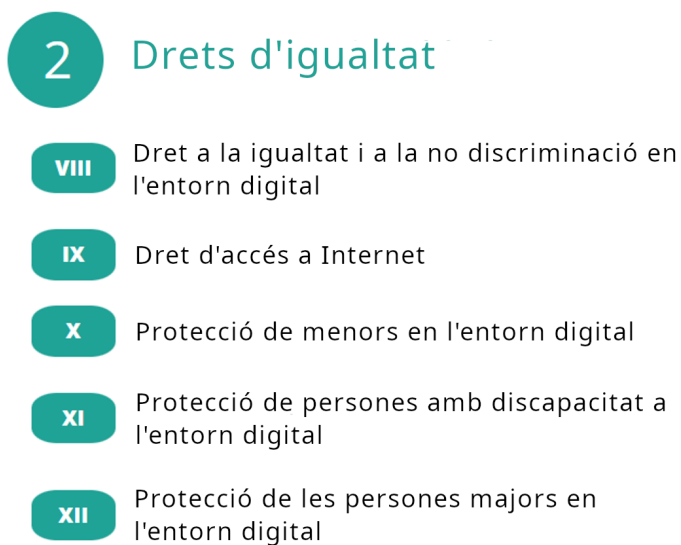 2
Drets d'igualtat
VIII
Dret a la igualtat i a la no discriminació en
l'entorn digital
IX
Dret d'accés a Internet
X
Protecció de menors en l'entorn digital
XI
Protecció de persones amb discapacitat a
l'entorn digital
XII
Protecció de les persones majors en
l'entorn digital